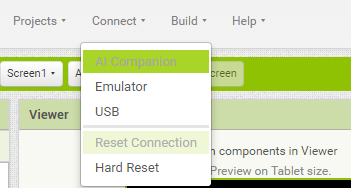 Projects Connect Build Help
Screen1 A Screen
AI Companion
Emulator
USB
Viewer
Reset Connection
Hard Reset
components in Viewer
Preview on Tablet size.